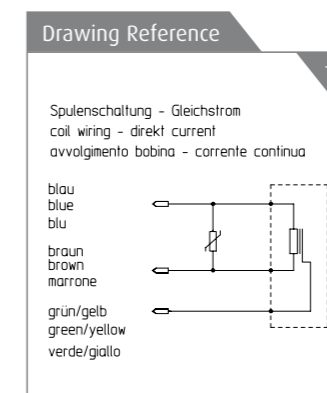 Drawing Reference
Spulenschaltung - Gleichstrom
coil wiring - direkt current
avvolgimento bobina - corrente continua
blau
blue
blu
braun
brown
marrone
grün/gelb
green/yellow
verde/giallo